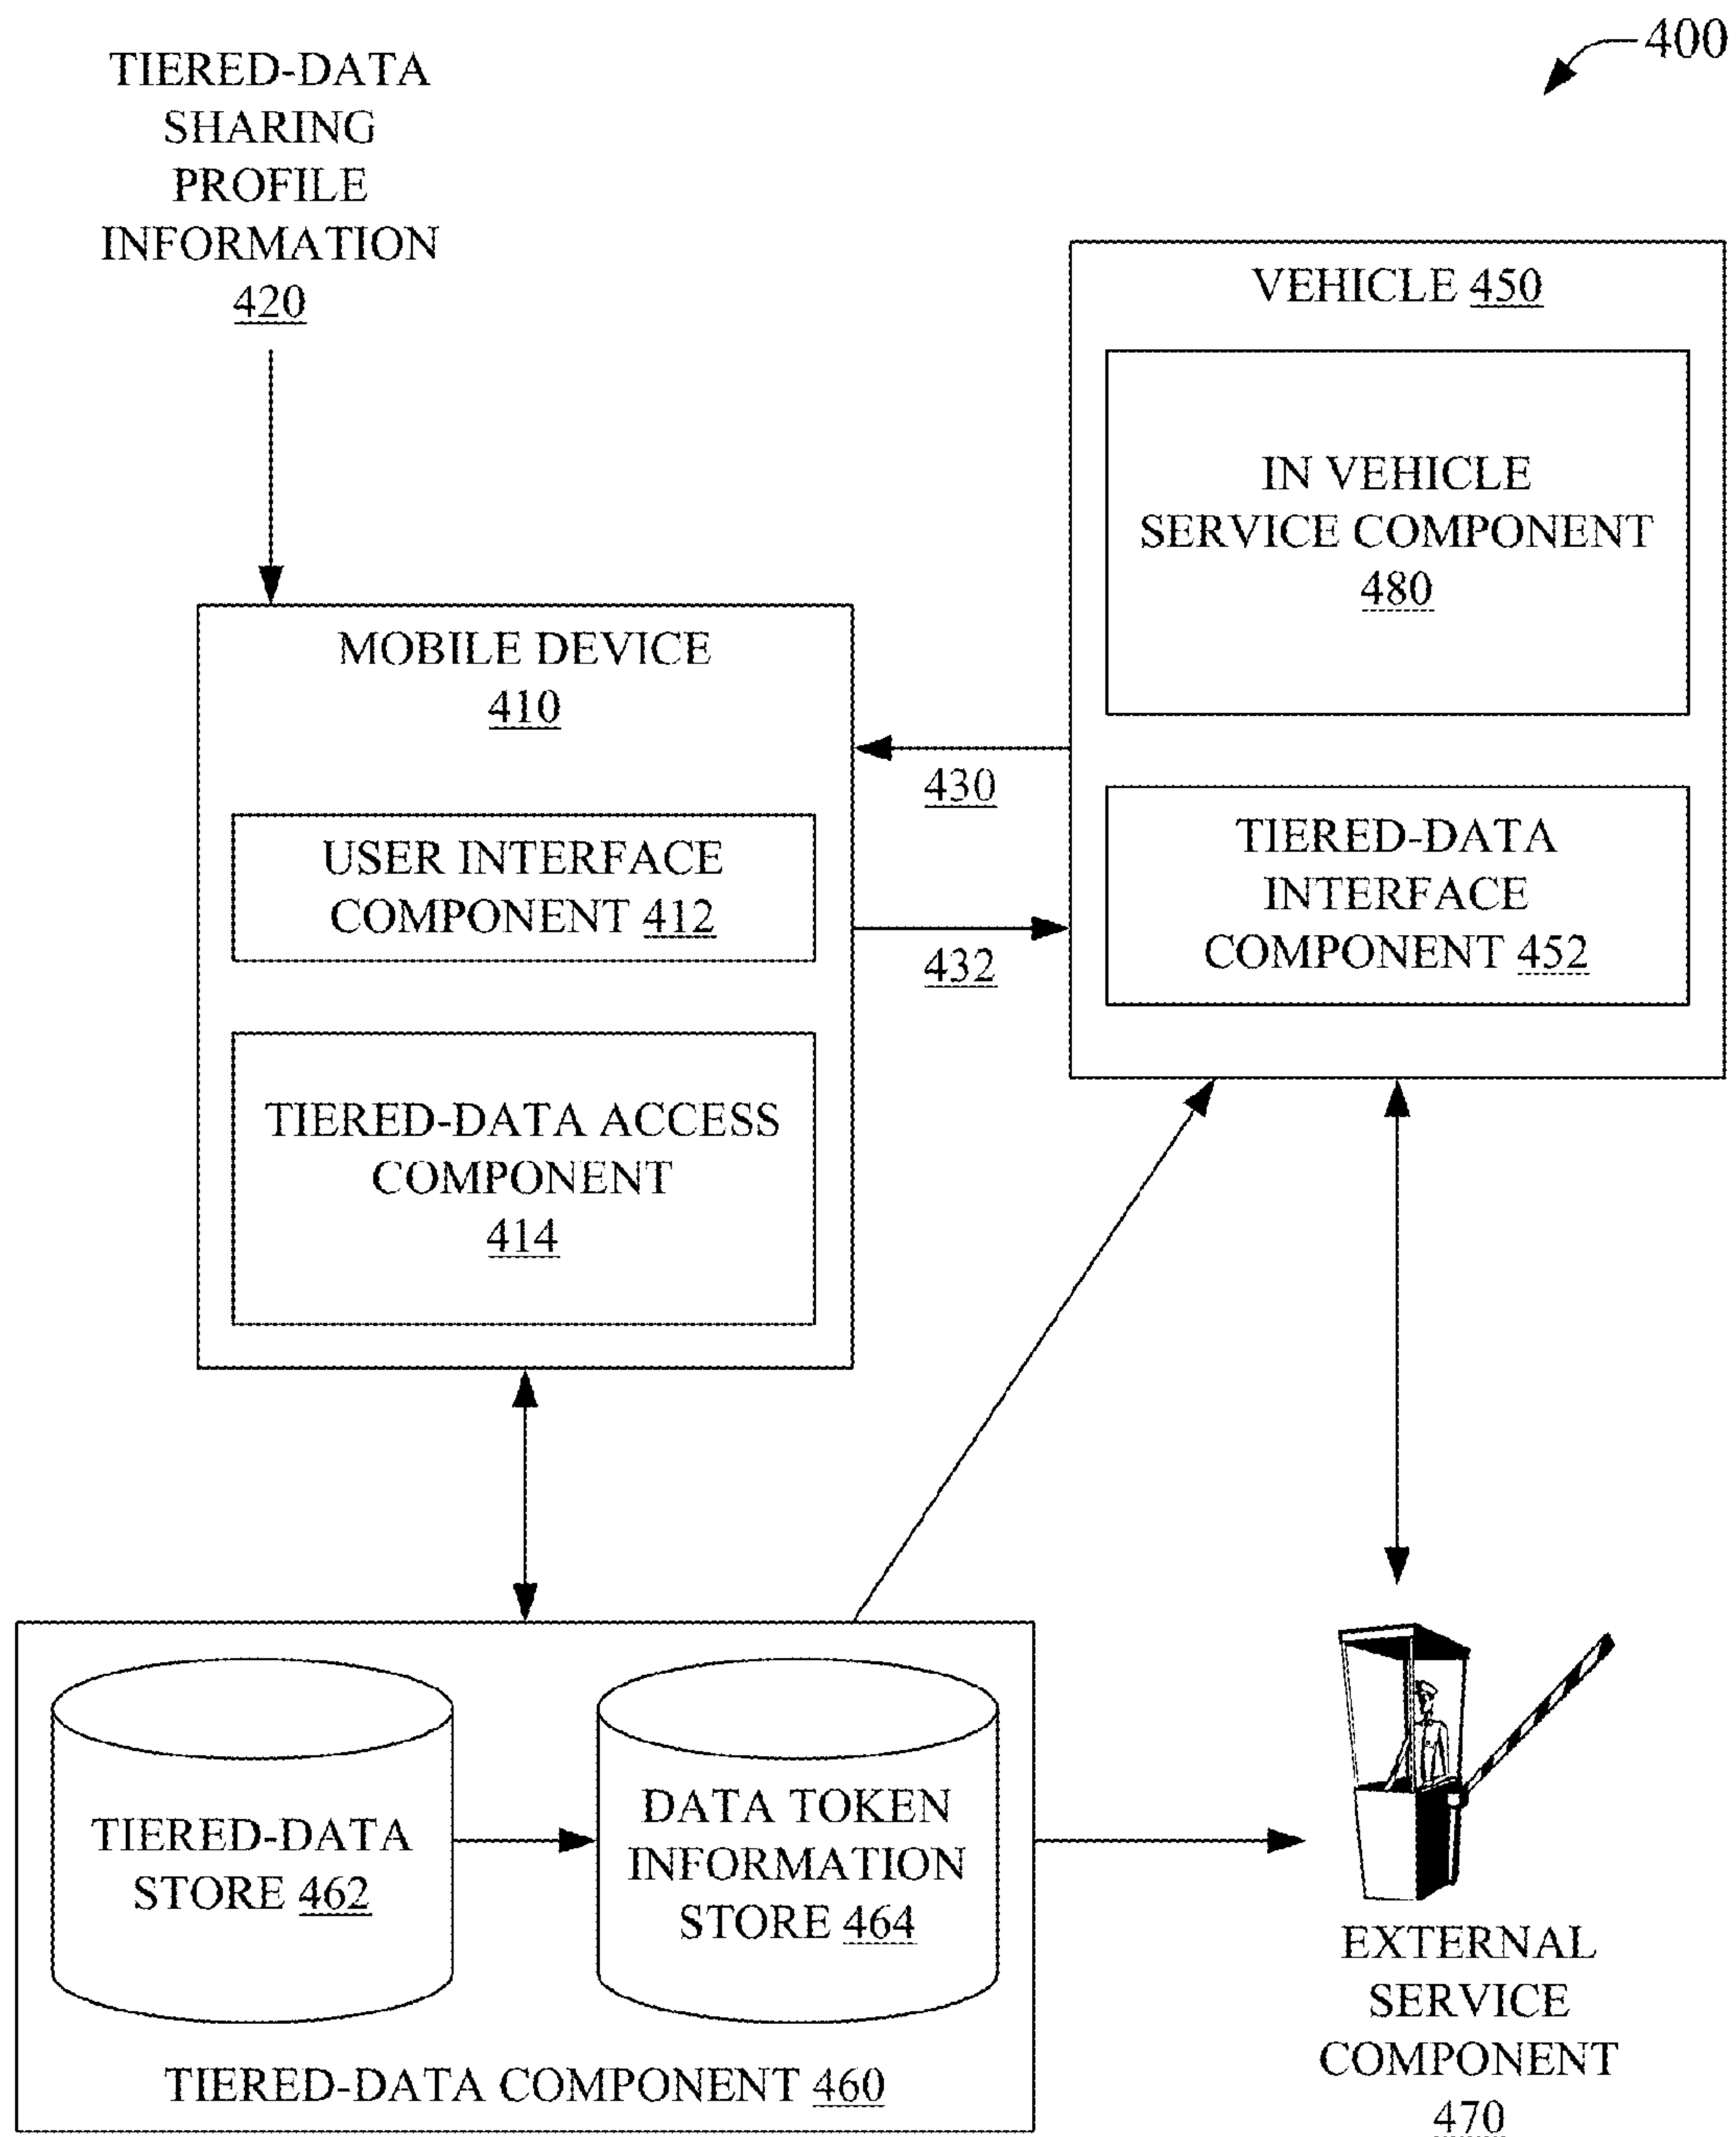 400
TIERED-DATA
SHARING
PROFILE
INFORMATION
420
VEHICLE 450
IN VEHICLE
SERVICE COMPONENT
480
MOBILE DEVICE
410
430
USER INTERFACE
COMPONENT 412
432
TIERED-DATA
INTERFACE
COMPONENT 452
TIERED-DATA ACCESS
COMPONENT
414
TIERED-DATA
STORE 462
DATA TOKEN
INFORMATION
STORE 464
TIERED-DATA COMPONENT 460
EXTERNAL
SERVICE
COMPONENT
470